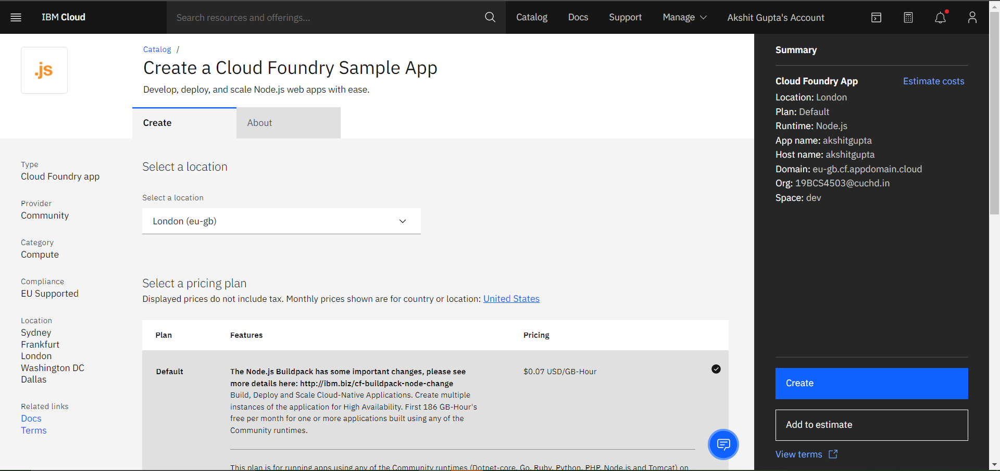 IBM Cloud
Search resources and offerings...
Catalog
Docs
Support
Manage
Akshit Gupta's Account
.js
Catalog /
Create a Cloud Foundry Sample App
Develop, deploy, and scale Node.js web apps with ease.
Create
About
Type
Cloud Foundry app
Provider
Community
Category
Compute
Compliance
EU Supported
Location
Sydney
Frankfurt
London
Washington DC
Dallas
Related links
Docs
Terms
Select a location
Select a location
London (eu-gb)
Select a pricing plan
Displayed prices do not include tax. Monthly prices shown are for country or location: United States
Plan
Features
Pricing
Default
The Node.js Buildpack has some important changes, please see
more details here: http://ibm.biz/cf-buildpack-node-change
Build, Deploy and Scale Cloud-Native Applications. Create multiple
instances of the application for High Availability. First 186 GB-Hour's
free per month for one or more applications built using any of the
Community runtimes.
$0.07 USD/GB-Hour
This plan is for running apps using any of the Community runtimes (Dotnet-core, Go, Ruby, Python, PHP, Node.js and Tomcat) on
Summary
Cloud Foundry App
Estimate costs
Location: London
Plan: Default
Runtime: Node.js
App name: akshitgupta
Host name: akshitgupta
Domain: eu-gb.cf.appdomain.cloud
Org: 19BCS4503@cuchd.in
Space: dev
Create
Add to estimate
View terms